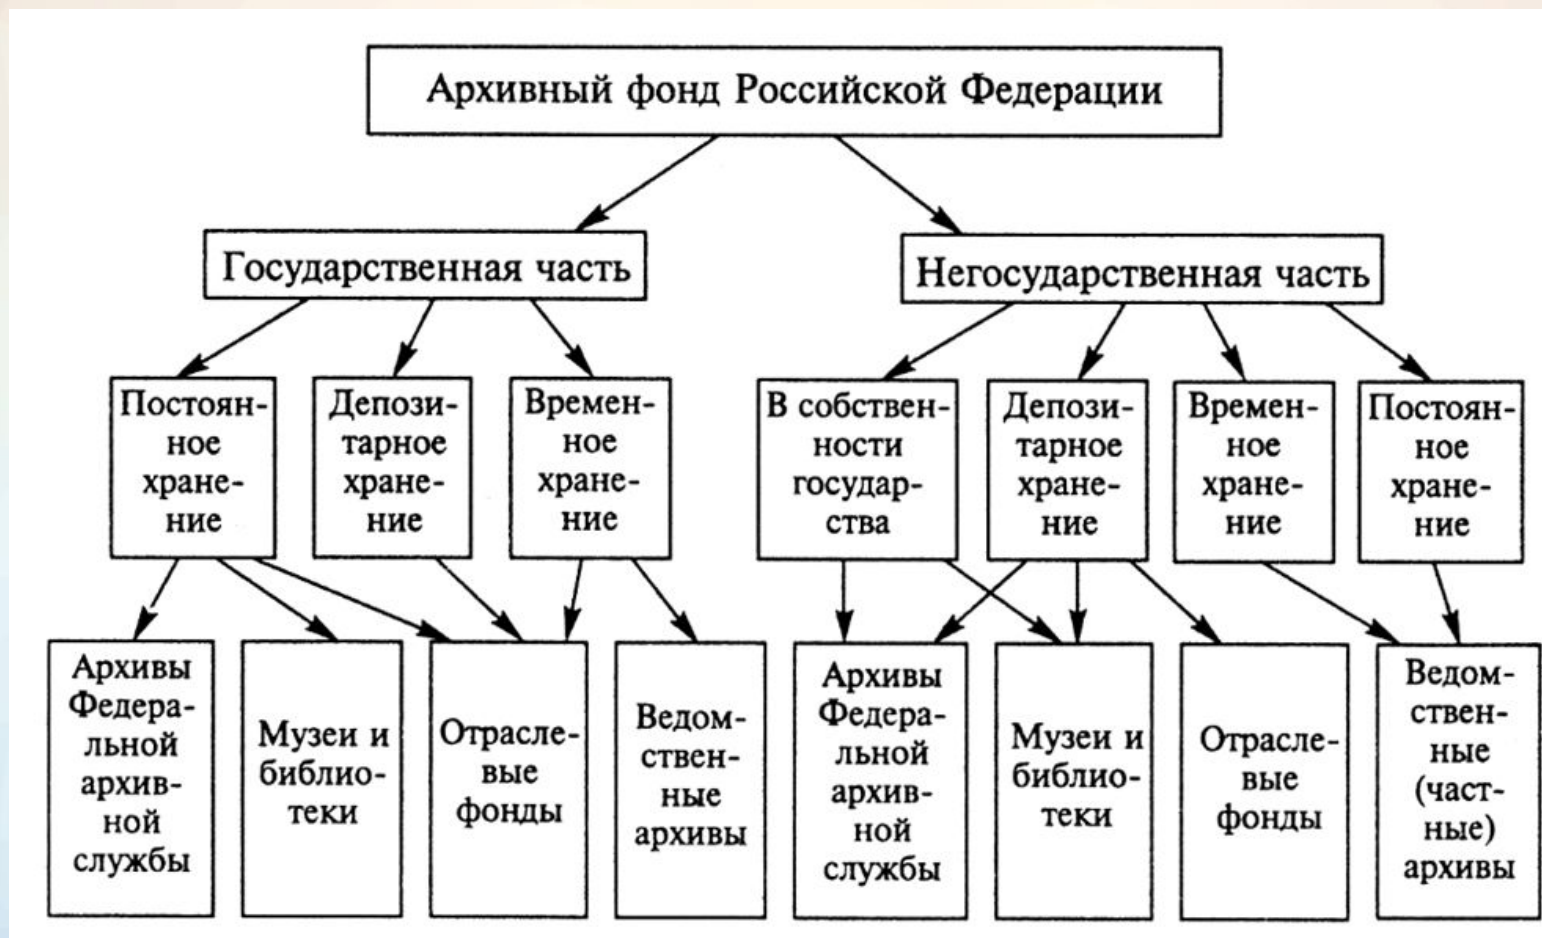 Архивный фонд Российской Федерации
Государственная часть
Негосударственная часть
Постоян-
ное
хране-
ние
Депози-
тарное
хране-
ние
Времен-
ное
хране-
ние
В собствен-
ности
государ-
ства
Депози-
тарное
хране-
ние
Времен-
ное
хране-
ние
Постоян-
ное
хране-
ние
Архивы
Федера-
льной
архив-
ной
службы
Музеи и
библио-
теки
Отрасле-
вые
фонды
Ведом-
ствен-
ные
архивы
Архивы
Федера-
льной
архив-
ной
службы
Музеи и
библио-
теки
Отрасле-
вые
фонды
Ведом-
ствен-
ные
(част-
ные)
архивы